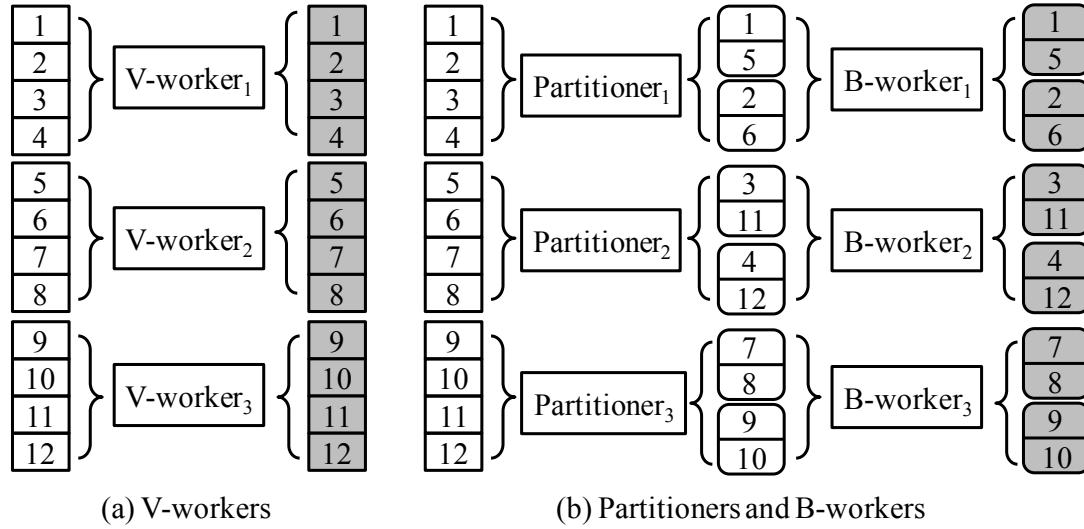 1 1 1 1 1
2 V-worker1 2 2 5 5
3 3 3 Partitioner1 2 B-worker1 2
4 4 4 6 6
5 5 5 3 3
6 V-worker2 6 6 11 11
7 7 7 Partitioner2 4 B-worker2 4
8 8 8 12 12
9 9 9 7 7
10 V-worker3 10 10 8 8
11 11 11 Partitioner3 9 B-worker3 9
12 12 12 10 10
(a) V-workers (b) Partitioners and B-workers